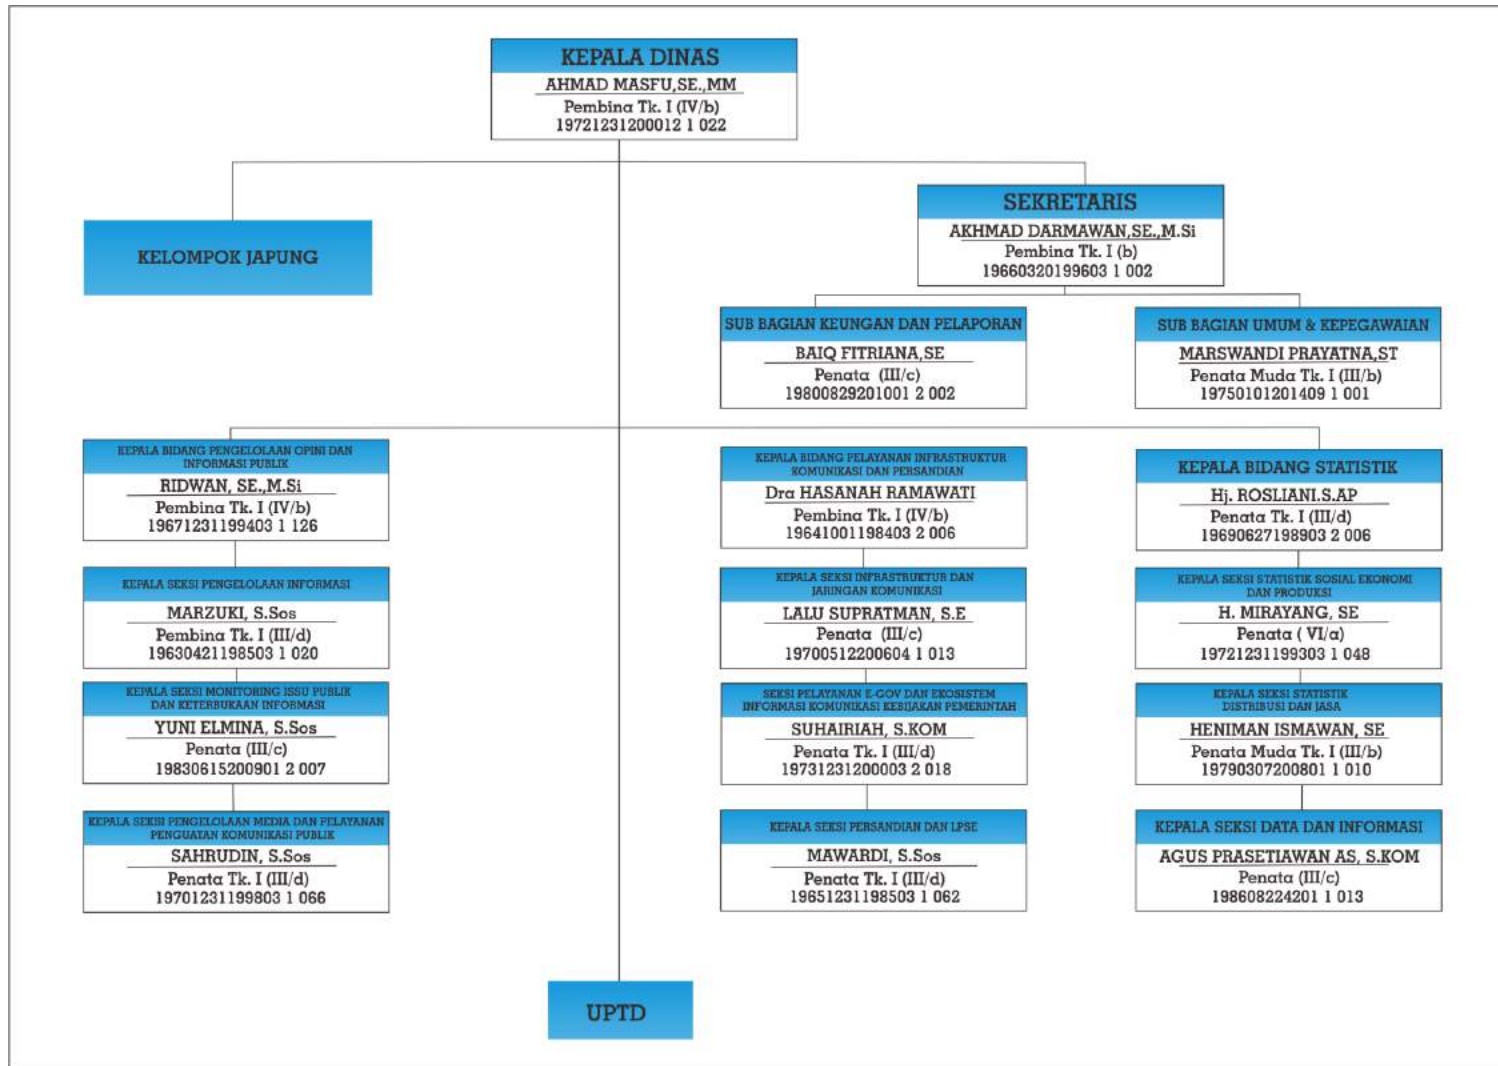 KEPALA DINAS
AHMAD MASFU,SE.,MM
Pembina Tk. I (IV/b)
19721231200012 1 022
KELOMPOK JAPUNG
SEKRETARIS
AKHMAD DARMAWAN,SE.,M.Si
Pembina Tk. I (b)
19660320199603 1 002
SUB BAGIAN KEUNGAN DAN PELAPORAN
BAIQ FITRIANA,SE
Penata (III/c)
19800829201001 2 002
SUB BAGIAN UMUM & KEPEGAWAIAN
MARSWANDI PRAYATNA,ST
Penata Muda Tk. I (III/b)
19750101201409 1 001
KEPALA BIDANG PENGELOLAAN OPINI DAN
INFORMASI PUBLIK
RIDWAN, SE.,M.Si
Pembina Tk. I (IV/b)
19671231199403 1 126
KEPALA SEKSI PENGELOLAAN INFORMASI
MARZUKI, S.Sos
Pembina Tk. I (III/d)
19630421198503 1 020
KEPALA SEKSI MONITORING ISSU PUBLIK
DAN KETERBUKAAN INFORMASI
YUNI ELMINA, S.Sos
Penata (III/c)
19830615200901 2 007
KEPALA SEKSI PENGELOLAAN MEDIA DAN PELAYANAN
PENGUATAN KOMUNIKASI PUBLIK
SAHRUDIN, S.Sos
Penata Tk. I (III/d)
19701231199803 1 066
KEPALA BIDANG PELAYANAN INFRASTRUKTUR
KOMUNIKASI DAN PERSANDIAN
Dra HASANAH RAMAWATI
Pembina Tk. I (IV/b)
19641001198403 2 006
KEPALA SEKSI INFRASTRUKTUR DAN
JARINGAN KOMUNIKASI
LALU SUPRATMAN, S.E
Penata (III/c)
19700512200604 1 013
SEKSI PELAYANAN E-GOV DAN EKOSISTEM
INFORMASI KOMUNIKASI KEBIJAKAN PEMERINTAH
SUHAIRIAH, S.KOM
Penata Tk. I (III/d)
19731231200003 2 018
KEPALA SEKSI PERSANDIAN DAN LPSE
MAWARDI, S.Sos
Penata Tk. I (III/d)
19651231198503 1 062
KEPALA BIDANG STATISTIK
Hj. ROSLIANI.S.AP
Penata Tk. I (III/d)
19690627198903 2 006
KEPALA SEKSI STATISTIK SOSIAL EKONOMI
DAN PRODUKSI
H. MIRAYANG, SE
Penata ( VI/a)
19721231199303 1 048
KEPALA SEKSI STATISTIK
DISTRIBUSI DAN JASA
HENIMAN ISMAWAN, SE
Penata Muda Tk. I (III/b)
19790307200801 1 010
KEPALA SEKSI DATA DAN INFORMASI
AGUS PRASETIAWAN AS, S.KOM
Penata (III/c)
198608224201 1 013
UPTD